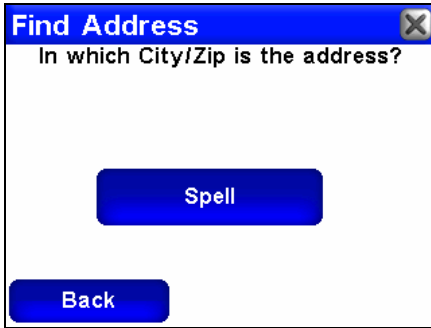 Find Address
In which City/Zip is the address?
Spell
Back